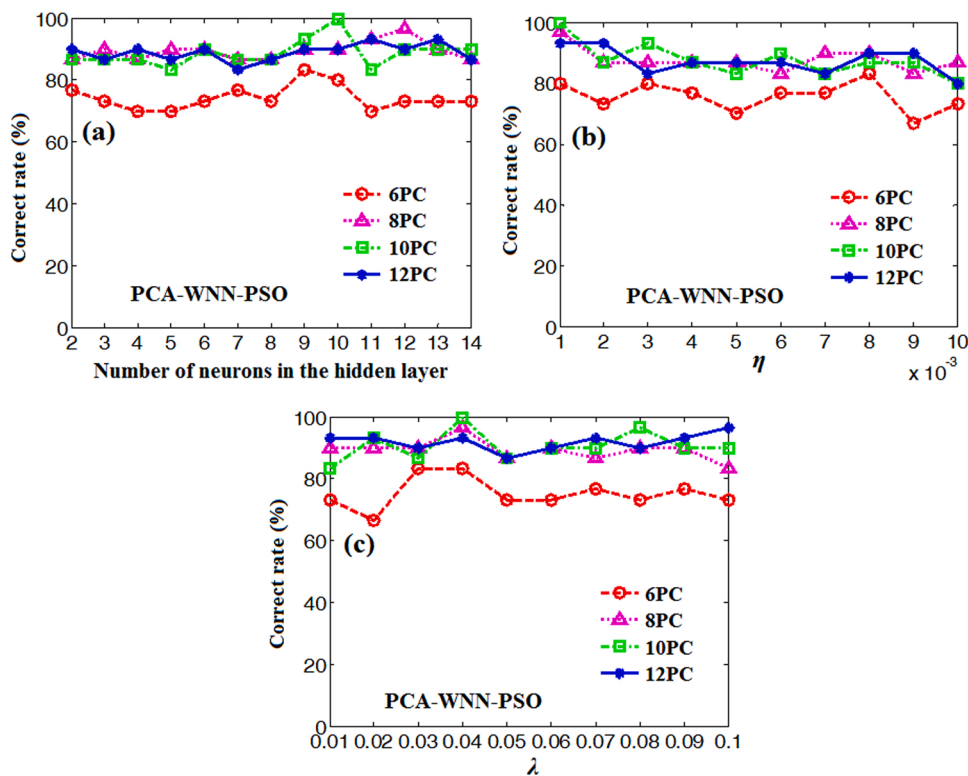 100
80
60
40
20
0
Correct rate (%)
(a)
6PC
8PC
10PC
12PC
PCA-WNN-PSO
2 3 4 5 6 7 8 9 10 11 12 13 14
Number of neurons in the hidden layer
100
80
60
40
20
0
Correct rate (%)
(b)
6PC
8PC
10PC
12PC
PCA-WNN-PSO
1 2 3 4 5 6 7 8 9 10
η
x 10⁻³
100
80
60
40
20
0
Correct rate (%)
(c)
6PC
8PC
10PC
12PC
PCA-WNN-PSO
0.01 0.02 0.03 0.04 0.05 0.06 0.07 0.08 0.09 0.1
λ